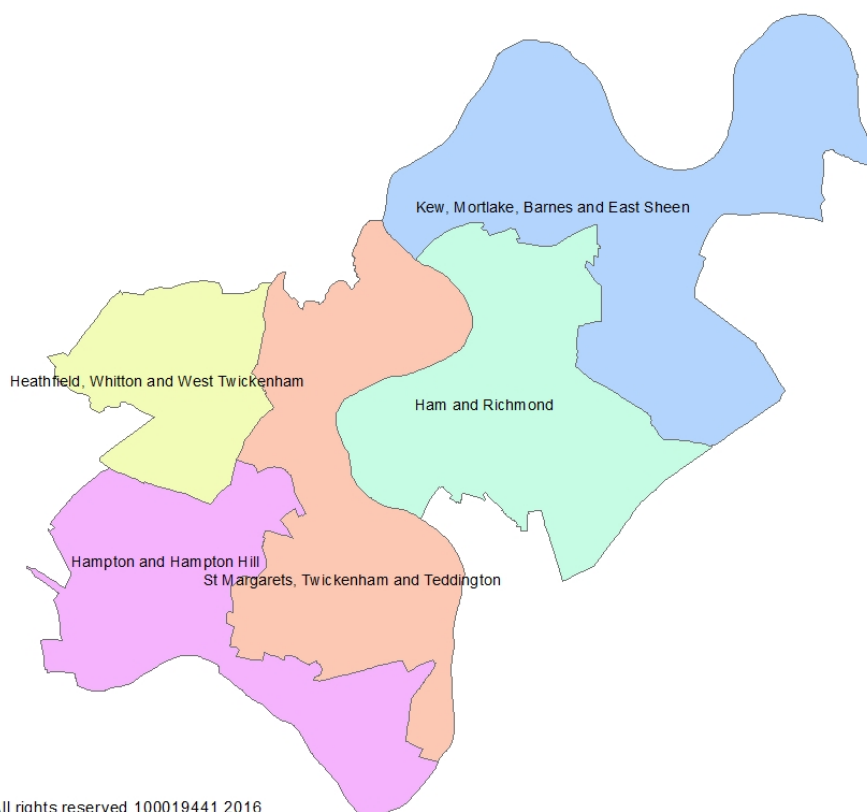 Kew, Mortlake, Barnes and East Sheen
Heathfield, Whitton and West Twickenham
Ham and Richmond
Hampton and Hampton Hill
St Margarets, Twickenham and Teddington
All rights reserved 100019441 2016